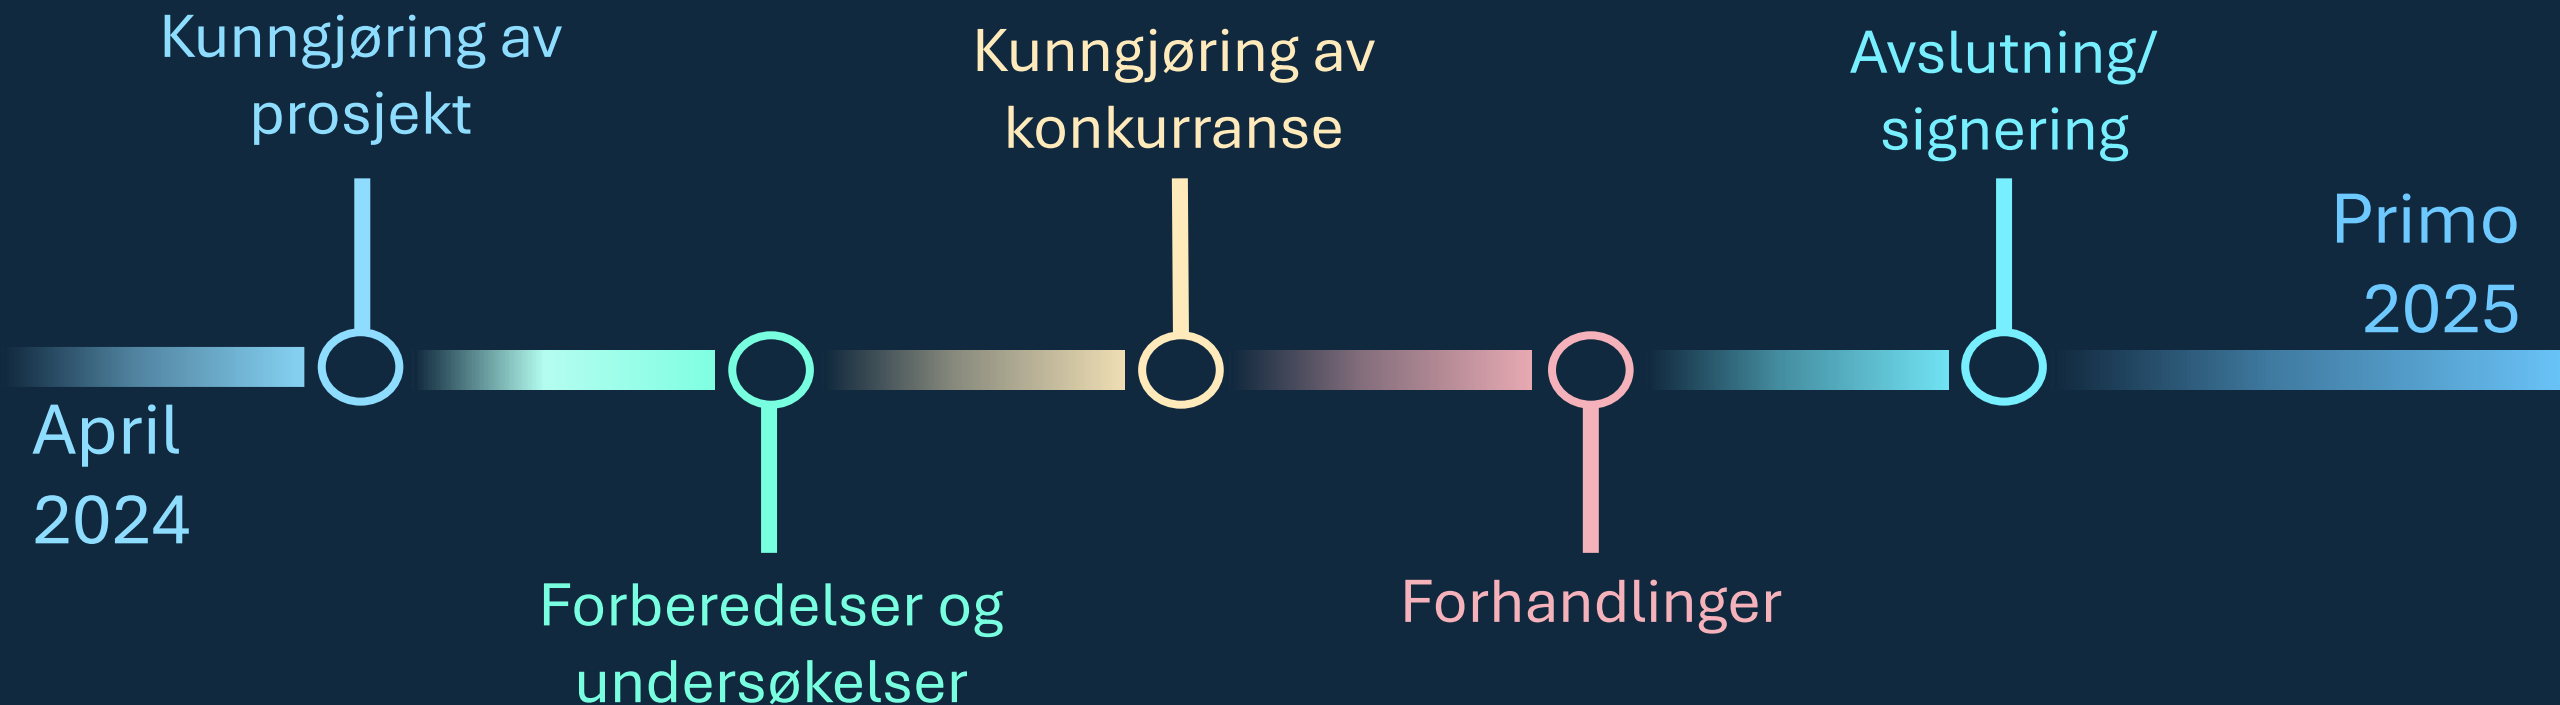 Kunngjøring av
prosjekt
Kunngjøring av
konkurranse
Avslutning/
signering
Primo
2025
April
2024
Forberedelser og
undersøkelser
Forhandlinger